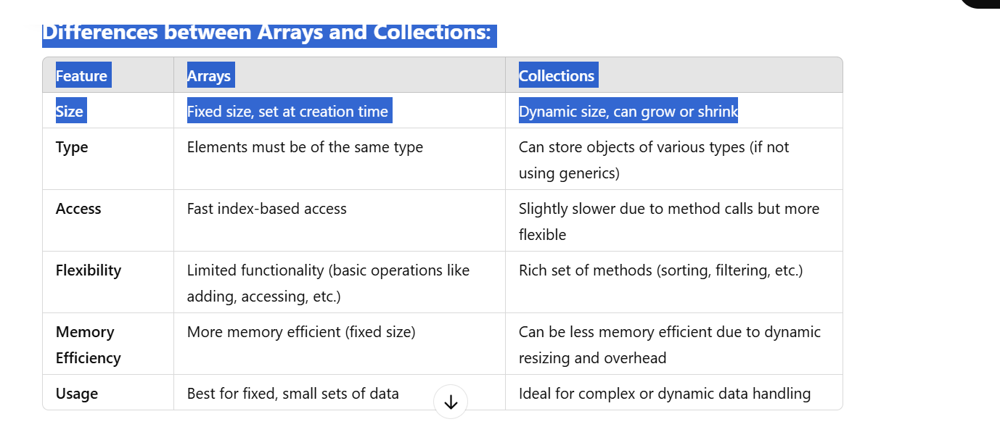 Differences between Arrays and Collections:
Feature Arrays Collections
Size Fixed size, set at creation time Dynamic size, can grow or shrink
Type Elements must be of the same type Can store objects of various types (if not
using generics)
Access Fast index-based access Slightly slower due to method calls but more
flexible
Flexibility Limited functionality (basic operations like Rich set of methods (sorting, filtering, etc.)
adding, accessing, etc.)
Memory More memory efficient (fixed size) Can be less memory efficient due to dynamic
Efficiency resizing and overhead
Usage Best for fixed, small sets of data Ideal for complex or dynamic data handling